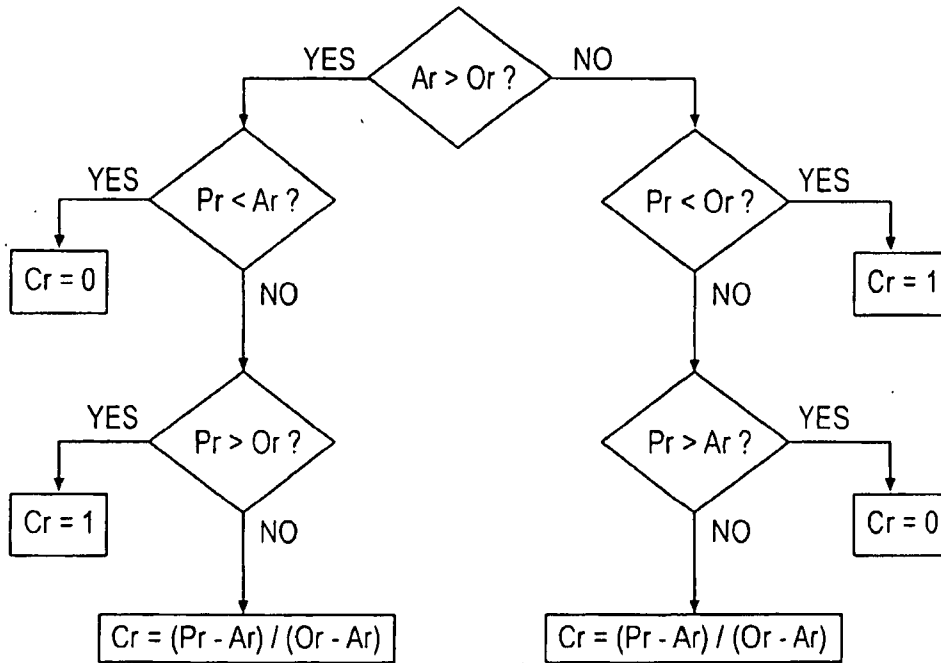 YES
Ar > Or ?
NO
YES
Pr < Ar ?
Pr < Or ?
YES
Cr = 0
NO
NO
Cr = 1
YES
Pr > Or ?
Pr > Ar ?
YES
Cr = 1
NO
NO
Cr = 0
Cr = (Pr - Ar) / (Or - Ar)
Cr = (Pr - Ar) / (Or - Ar)